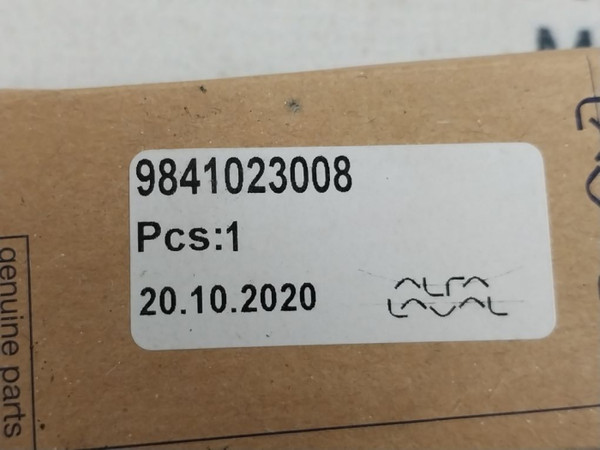 9841023008
Pcs:1
20.10.2020
ALFA
LAVAL
genuine parts